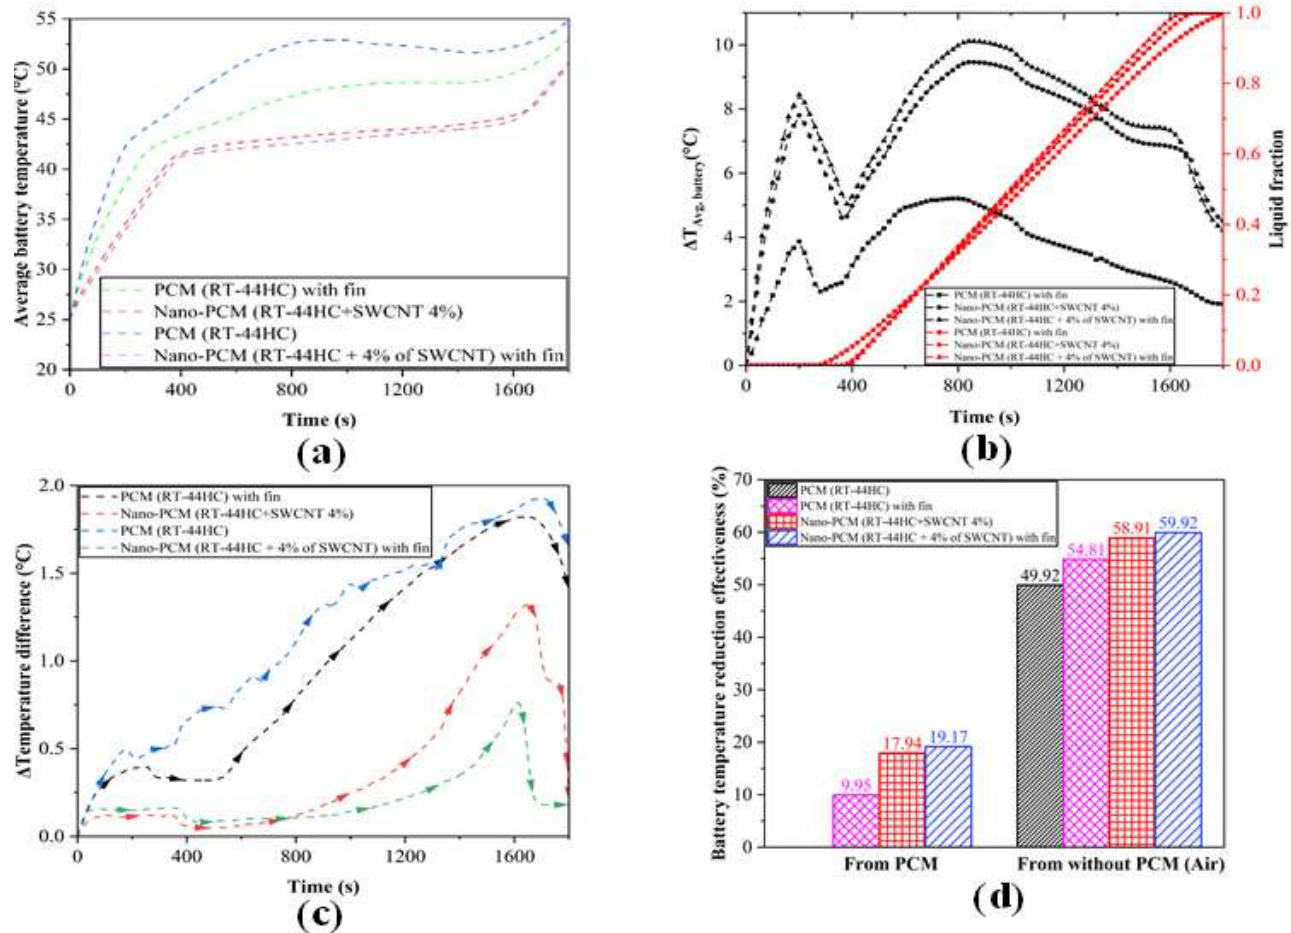 55
50
45
40
35
30
25
20
Average battery temperature (°C)
PCM (RT-44HC) with fin
Nano-PCM (RT-44HC+SWCNT 4%)
PCM (RT-44HC)
Nano-PCM (RT-44HC + 4% of SWCNT) with fin
0 400 800 1200 1600
Time (s)
(a)
10
8
6
4
2
0
ΔT Avg, battery (°C)
1.0
0.8
0.6
0.4
0.2
0.0
Liquid fraction
PCM (RT-44HC) with fin
Nano-PCM (RT-44HC+SWCNT 4%)
Nano-PCM (RT-44HC + 4% of SWCNT) with fin
PCM (RT-44HC) with fin
Nano-PCM (RT-44HC+SWCNT 4%)
Nano-PCM (RT-44HC + 4% of SWCNT) with fin
0 400 800 1200 1600
Time (s)
(b)
2.0
1.5
1.0
0.5
0.0
ΔTemperature difference (°C)
PCM (RT-44HC) with fin
Nano-PCM (RT-44HC+SWCNT 4%)
PCM (RT-44HC)
Nano-PCM (RT-44HC + 4% of SWCNT) with fin
0 400 800 1200 1600
Time (s)
(c)
70
60
50
40
30
20
10
0
Battery temperature reduction effectiveness (%)
PCM (RT-44HC)
PCM (RT-44HC) with fin
Nano-PCM (RT-44HC+SWCNT 4%)
Nano-PCM (RT-44HC + 4% of SWCNT) with fin
9.95 17.94 19.17
49.92 54.81 58.91 59.92
From PCM From without PCM (Air)
(d)